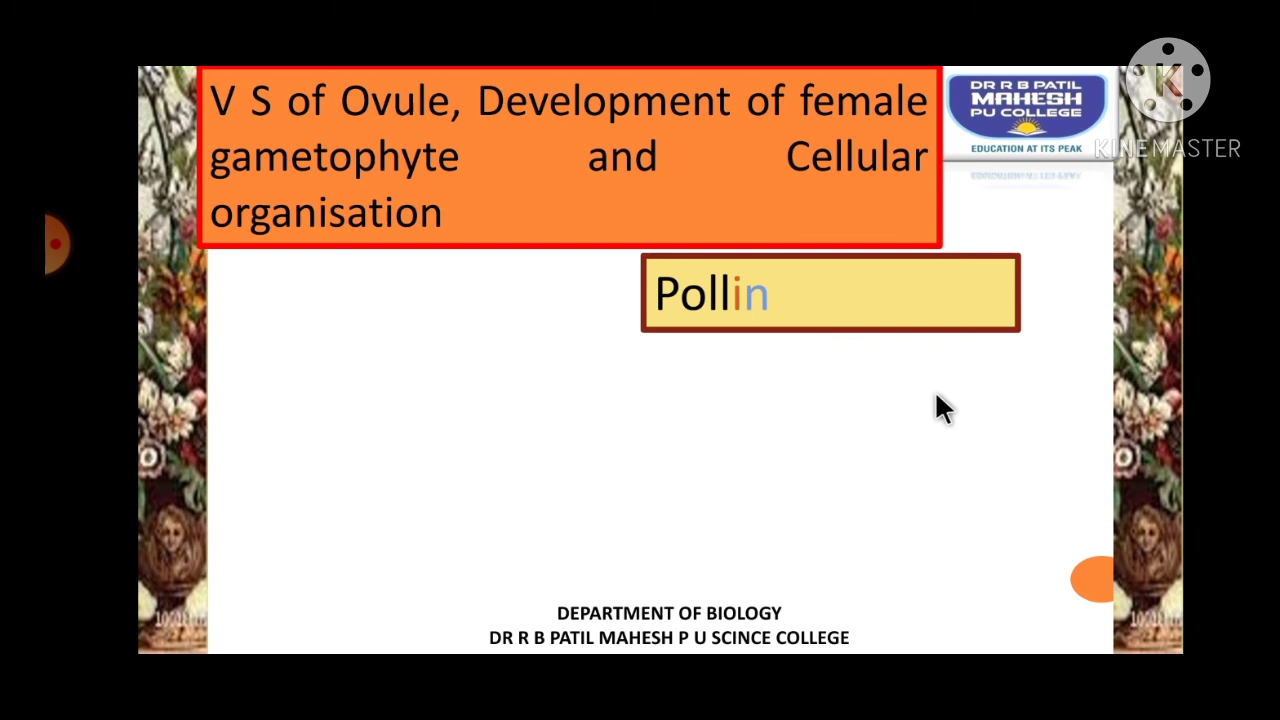 V S of Ovule, Development of female
gametophyte and Cellular
organisation
DR R B PATIL
MAHESH
PU COLLEGE
EDUCATION AT ITS PEAK
K
KINEMASTER
Pollin
DEPARTMENT OF BIOLOGY
DR R B PATIL MAHESH P U SCINCE COLLEGE